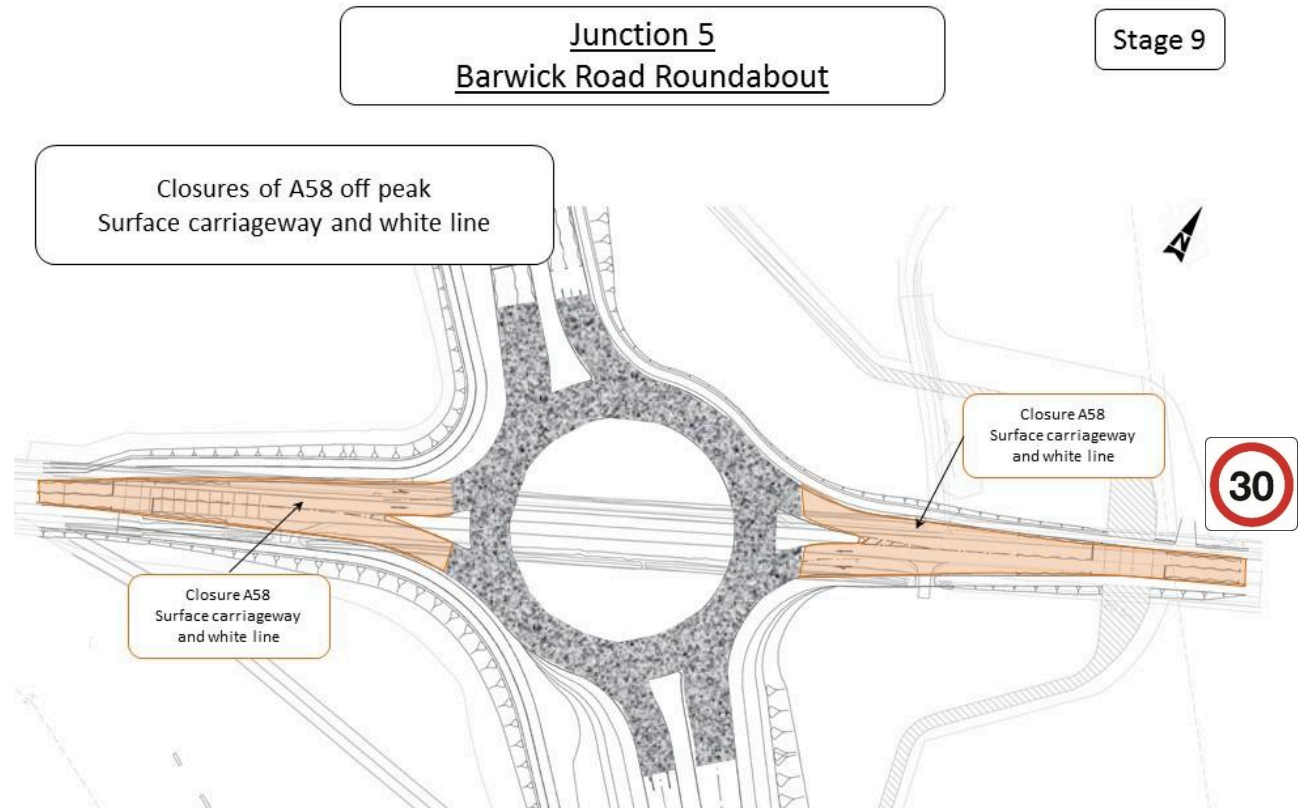 Junction 5
Barwick Road Roundabout
Stage 9
Closures of A58 off peak
Surface carriageway and white line
N
Closure A58
Surface carriageway
and white line
30
Closure A58
Surface carriageway
and white line